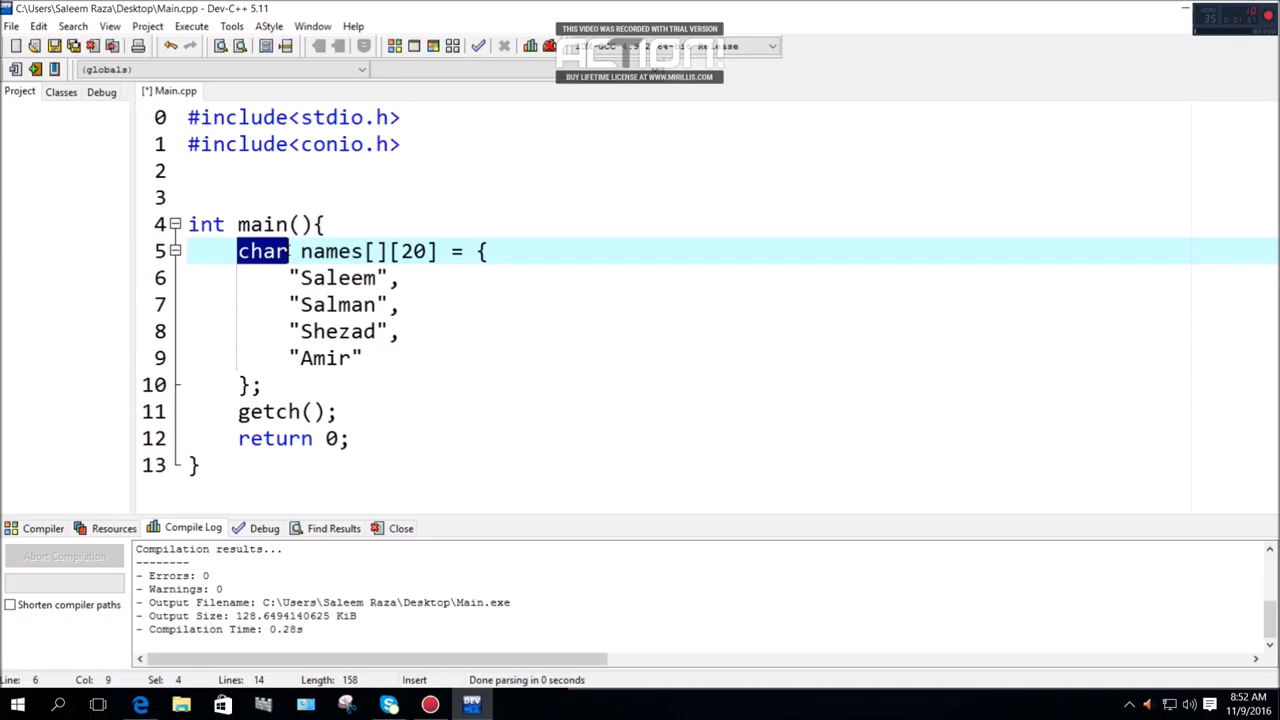 C:\Users\Saleem Raza\Desktop\Main.cpp - Dev-C++ 5.11
File Edit Search View Project Execute Tools AStyle Window Help
THIS VIDEO WAS RECORDED WITH TRIAL VERSION
ACTION!
BUY LIFETIME LICENSE AT WWW.MIRILLIS.COM
Release
(globals)
Project Classes Debug
[*] Main.cpp
0 #include<stdio.h>
1 #include<conio.h>
2
3
4 int main(){
5 char names[][20] = {
6 "Saleem",
7 "Salman",
8 "Shezad",
9 "Amir"
10 };
11 getch();
12 return 0;
13 }
Compiler Resources Compile Log Debug Find Results Close
Abort Compilation
Shorten compiler paths
Compilation results...
--------
- Errors: 0
- Warnings: 0
- Output Filename: C:\Users\Saleem Raza\Desktop\Main.exe
- Output Size: 128.6494140625 KiB
- Compilation Time: 0.28s
Line: 6 Col: 9 Sel: 4 Lines: 14 Length: 158 Insert Done parsing in 0 seconds
DEV
8:52 AM
11/9/2016